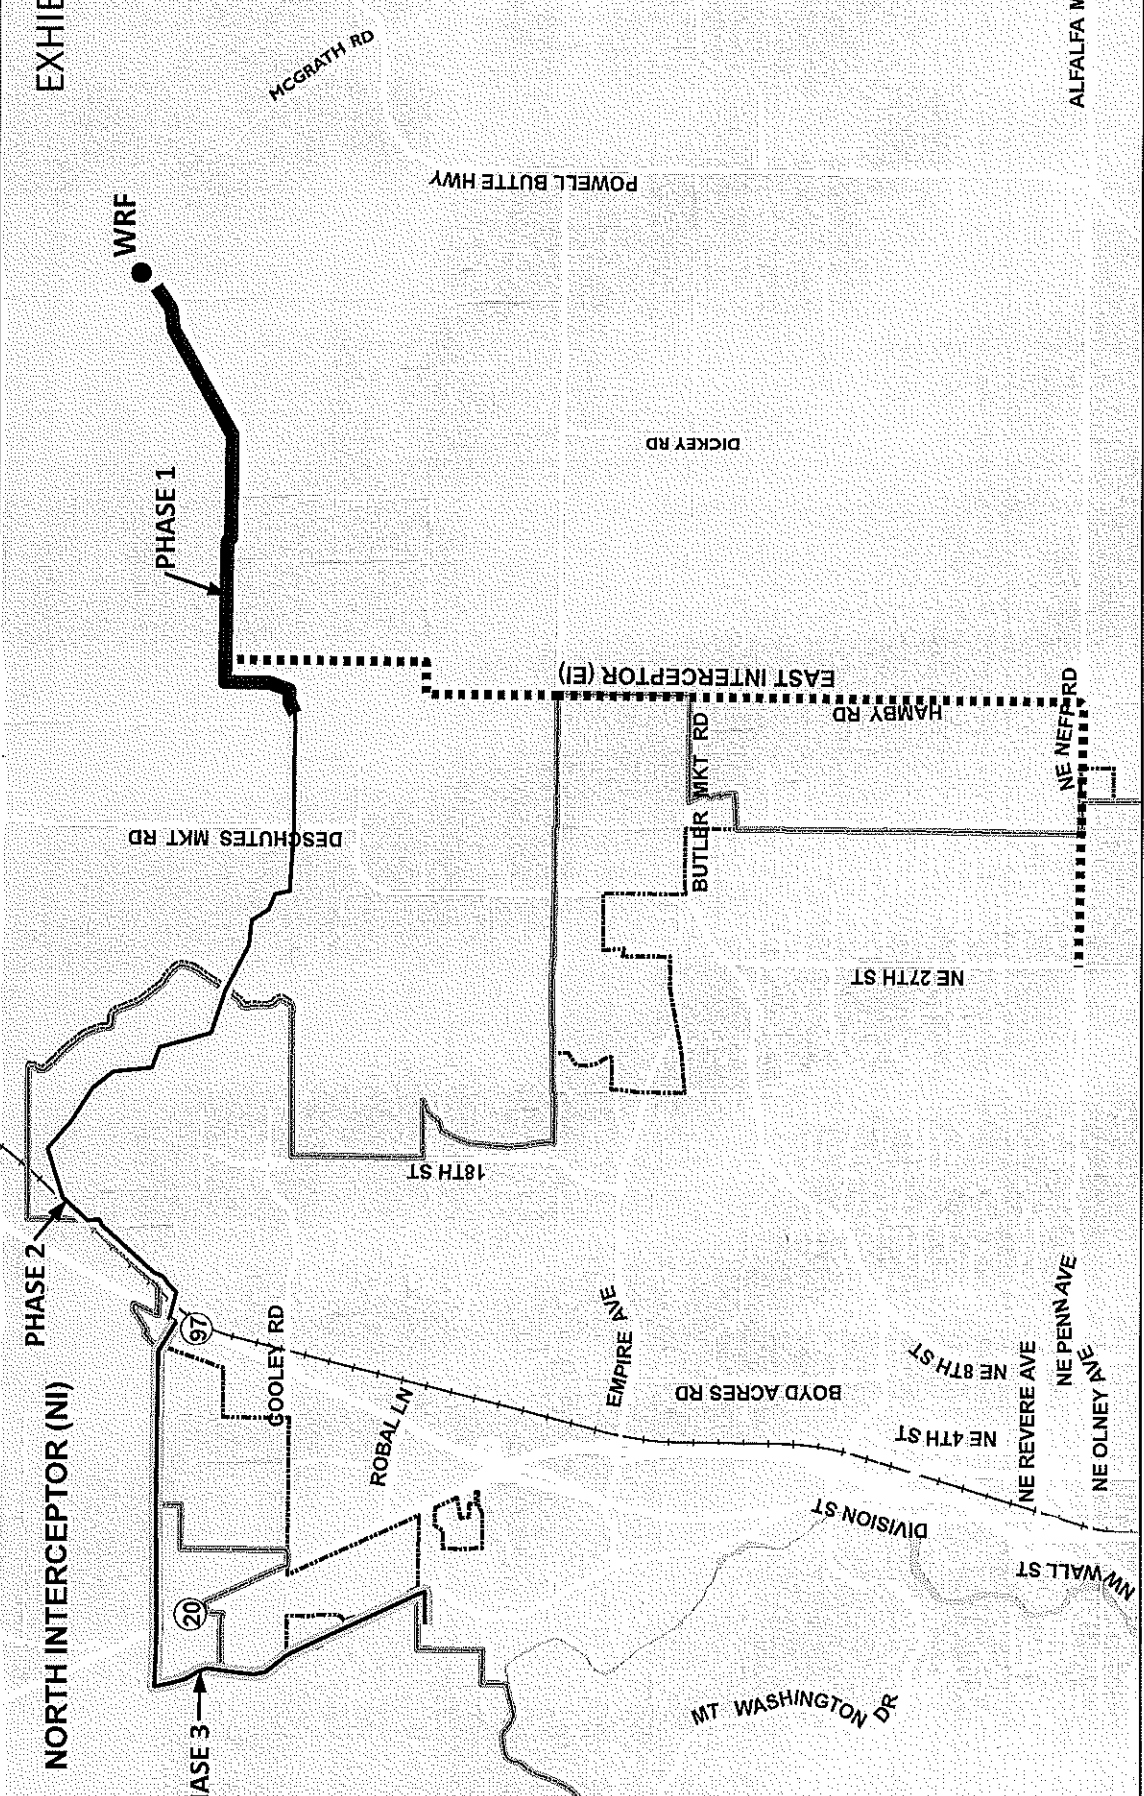 EXHIB
NORTH INTERCEPTOR (NI)
PHASE 2
PHASE 1
WRF
HASE 3
20
97
COOLEY RD
ROBAL LN
18TH ST
DESCHUTES MKT RD
MCGRATH RD
POWELL BUTTE HWY
DICKEY RD
EAST INTERCEPTOR (EI)
HAMBY RD
BUTLER MKT RD
NE 27TH ST
EMPIRE AVE
BOYD ACRES RD
NE 8TH ST
NE 4TH ST
DIVISION ST
NE REVERE AVE
NE PENN AVE
NE OLNEY AVE
NW WALL ST
MT WASHINGTON DR
NE NEFF RD
ALFALFA M